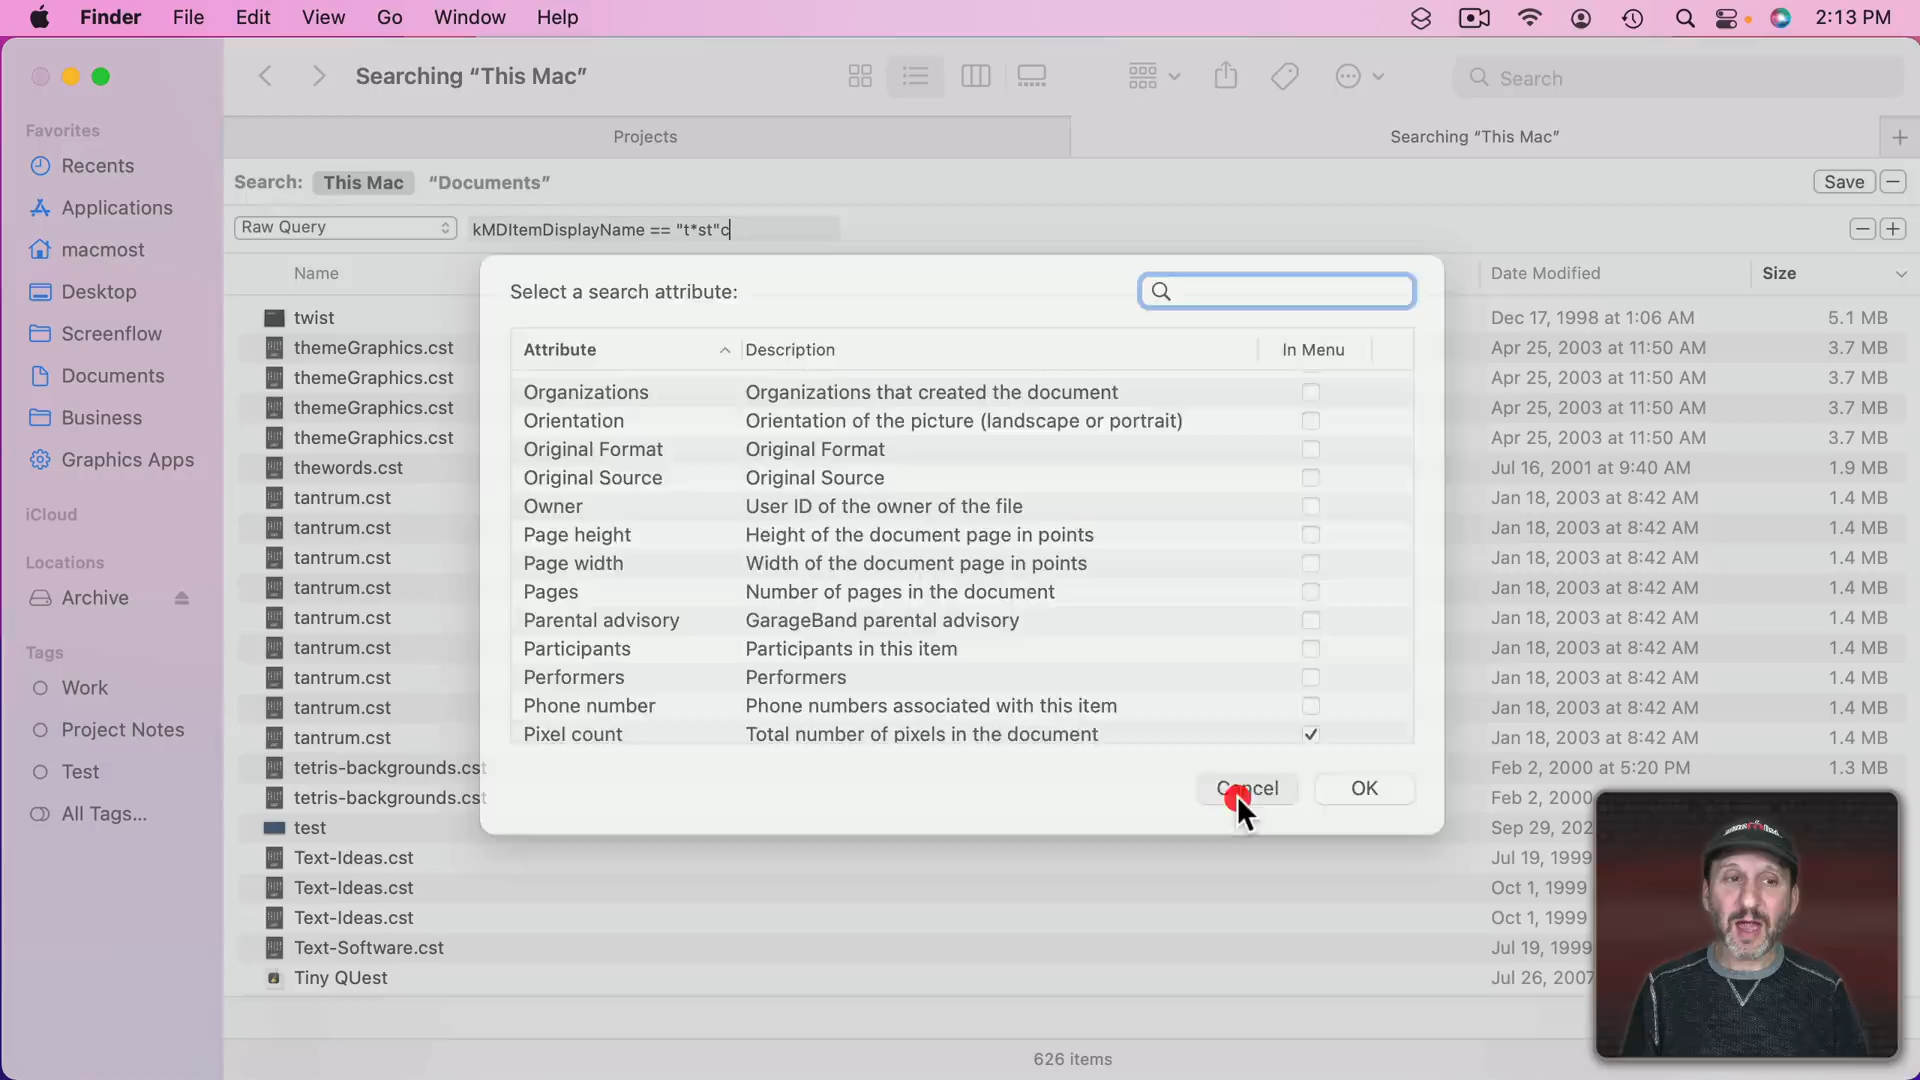 Finder File Edit View Go Window Help 2:13 PM
Searching “This Mac”
Search
Projects
Searching “This Mac”
Search: This Mac “Documents” Save
Raw Query kMDItemDisplayName == "t*st"c
Favorites
Recents
Applications
macmost
Desktop
Screenflow
Documents
Business
Graphics Apps
iCloud
Locations
Archive
Tags
Work
Project Notes
Test
All Tags...
Name Date Modified Size
twist Dec 17, 1998 at 1:06 AM 5.1 MB
themeGraphics.cst Apr 25, 2003 at 11:50 AM 3.7 MB
themeGraphics.cst Apr 25, 2003 at 11:50 AM 3.7 MB
themeGraphics.cst Apr 25, 2003 at 11:50 AM 3.7 MB
themeGraphics.cst Apr 25, 2003 at 11:50 AM 3.7 MB
thewords.cst Jul 16, 2001 at 9:40 AM 1.9 MB
tantrum.cst Jan 18, 2003 at 8:42 AM 1.4 MB
tantrum.cst Jan 18, 2003 at 8:42 AM 1.4 MB
tantrum.cst Jan 18, 2003 at 8:42 AM 1.4 MB
tantrum.cst Jan 18, 2003 at 8:42 AM 1.4 MB
tantrum.cst Jan 18, 2003 at 8:42 AM 1.4 MB
tantrum.cst Jan 18, 2003 at 8:42 AM 1.4 MB
tantrum.cst Jan 18, 2003 at 8:42 AM 1.4 MB
tantrum.cst Jan 18, 2003 at 8:42 AM 1.4 MB
tantrum.cst Jan 18, 2003 at 8:42 AM 1.4 MB
tetris-backgrounds.cst Feb 2, 2000 at 5:20 PM 1.3 MB
tetris-backgrounds.cst Feb 2, 2000
test Sep 29, 202
Text-Ideas.cst Jul 19, 1999
Text-Ideas.cst Oct 1, 1999
Text-Ideas.cst Oct 1, 1999
Text-Software.cst Jul 19, 1999
Tiny QUest Jul 26, 2007
626 items
Select a search attribute:
Attribute Description In Menu
Organizations Organizations that created the document
Orientation Orientation of the picture (landscape or portrait)
Original Format Original Format
Original Source Original Source
Owner User ID of the owner of the file
Page height Height of the document page in points
Page width Width of the document page in points
Pages Number of pages in the document
Parental advisory GarageBand parental advisory
Participants Participants in this item
Performers Performers
Phone number Phone numbers associated with this item
Pixel count Total number of pixels in the document
Cancel OK